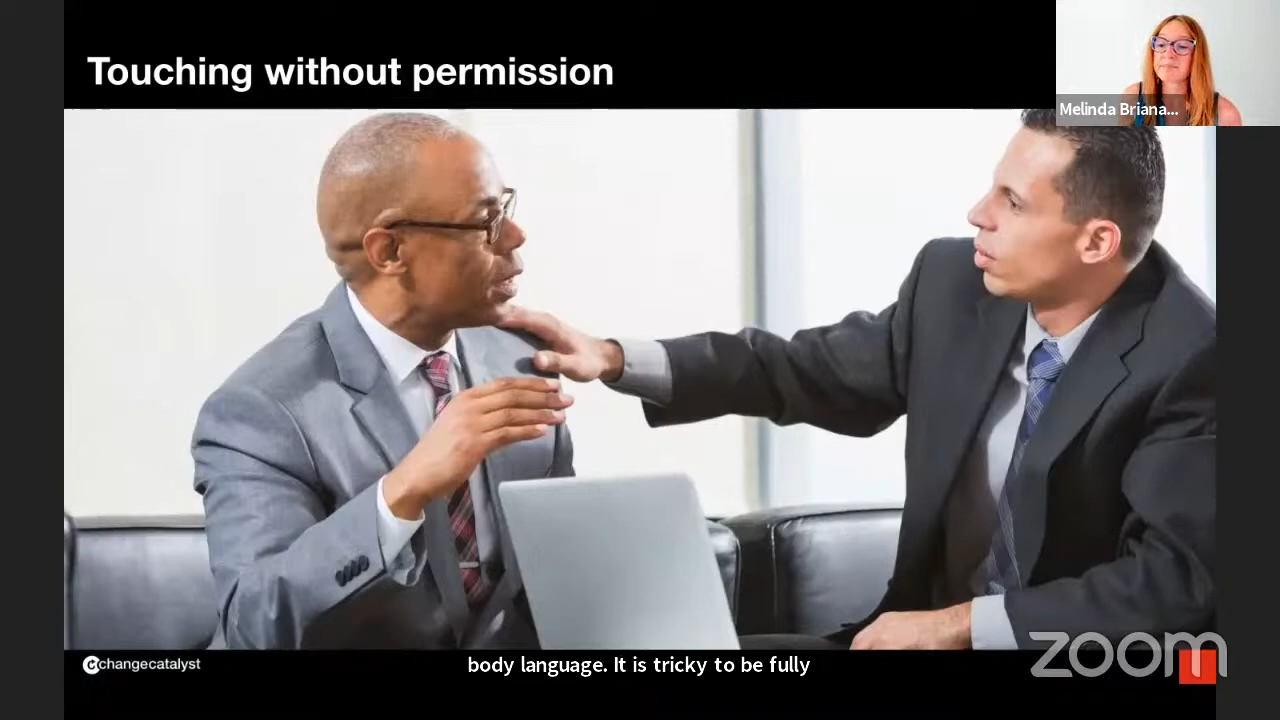 Touching without permission
Melinda Briana...
changecatalyst
body language. It is tricky to be fully
zoom